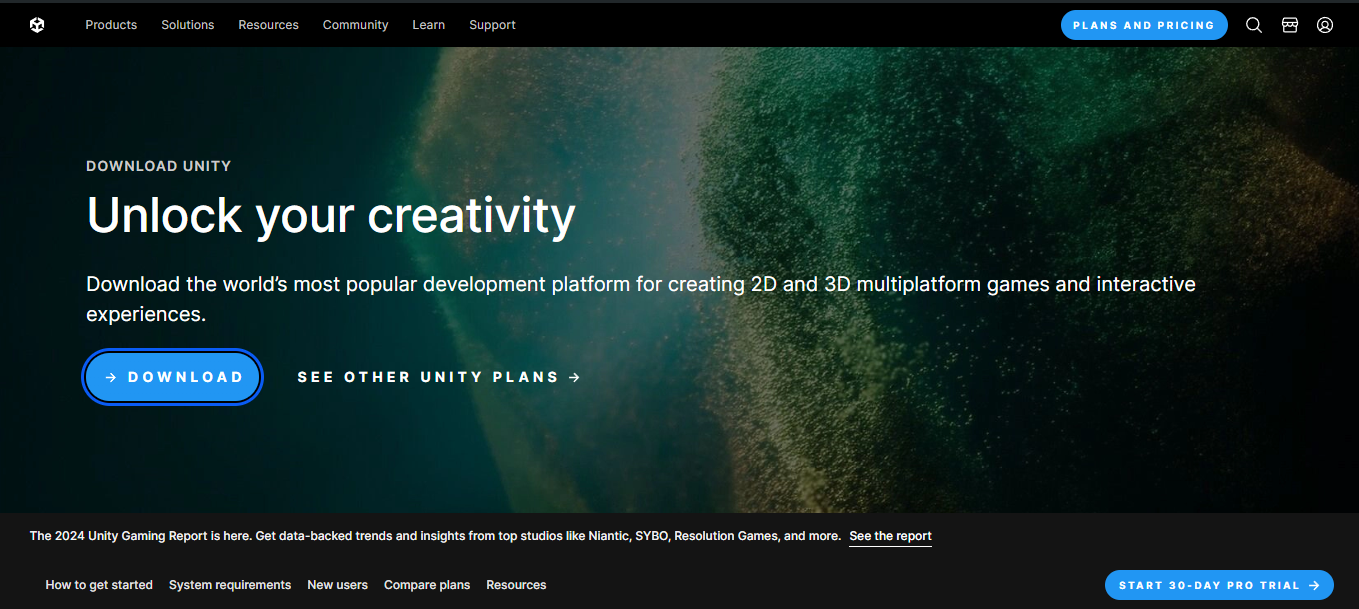 Products Solutions Resources Community Learn Support PLANS AND PRICING
DOWNLOAD UNITY
Unlock your creativity
Download the world’s most popular development platform for creating 2D and 3D multiplatform games and interactive
experiences.
→ DOWNLOAD SEE OTHER UNITY PLANS →
The 2024 Unity Gaming Report is here. Get data-backed trends and insights from top studios like Niantic, SYBO, Resolution Games, and more. See the report
How to get started System requirements New users Compare plans Resources START 30-DAY PRO TRIAL →